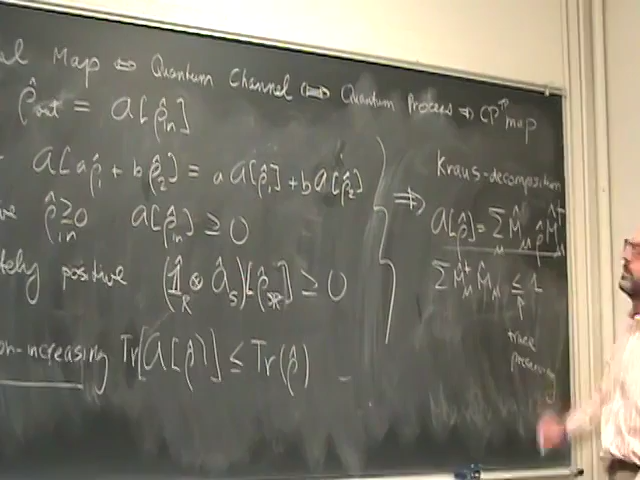 al Map ⇔ Quantum Channel ⇔ Quantum Process ⇒ CP map
ρ̂_out = a[ρ̂_in]
a[aρ̂_1 + bρ̂_2] = a a[ρ̂_1] + b a[ρ̂_2]
ive ρ̂_in ≥ 0 a[ρ̂_in] ≥ 0
tely positive (1̂_R ⊗ â_S)[ρ̂_SR] ≥ 0
on-increasing Tr[a[ρ̂]] ≤ Tr(ρ̂)
⇒ Kraus-decomposition
a[ρ̂] = Σ_μ M̂_μ ρ̂ M̂_μ^†
Σ M̂_μ^† M̂_μ ≤ 1
↑
trace
preserving